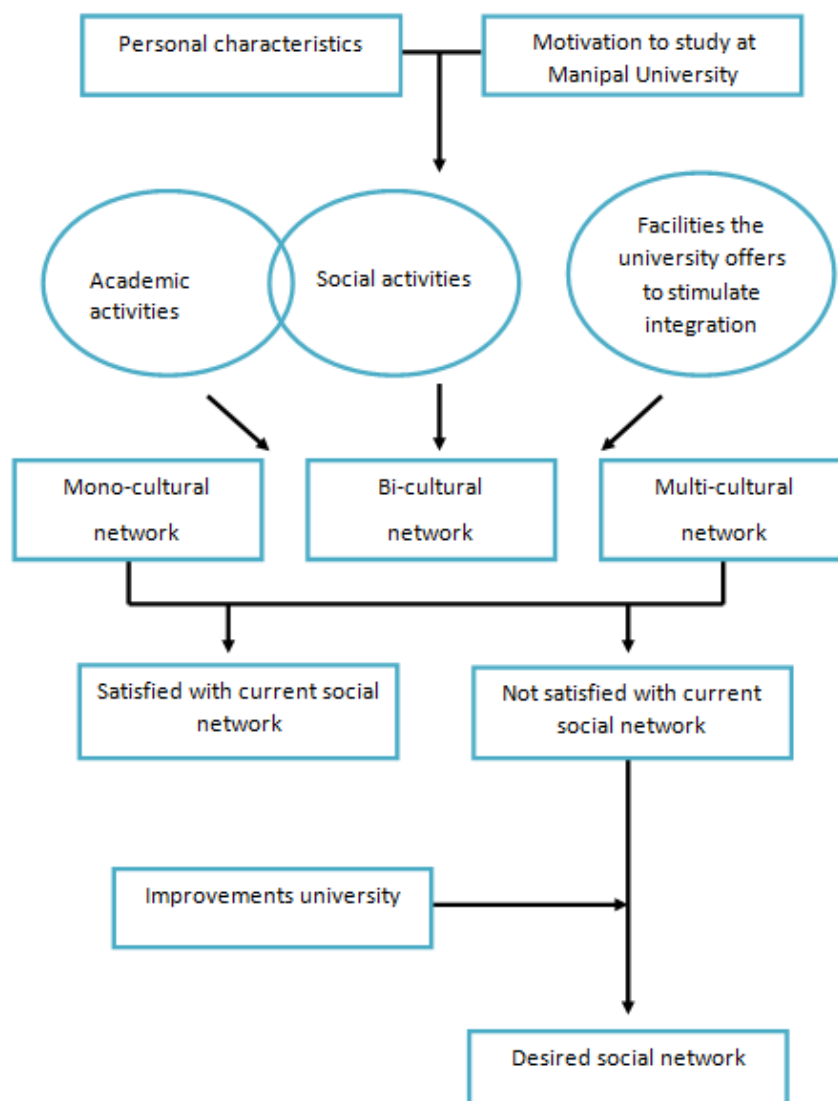 Personal characteristics
Motivation to study at
Manipal University
Academic
activities
Social activities
Facilities the
university offers
to stimulate
integration
Mono-cultural
network
Bi-cultural
network
Multi-cultural
network
Satisfied with current social
network
Not satisfied with current
social network
Improvements university
Desired social network